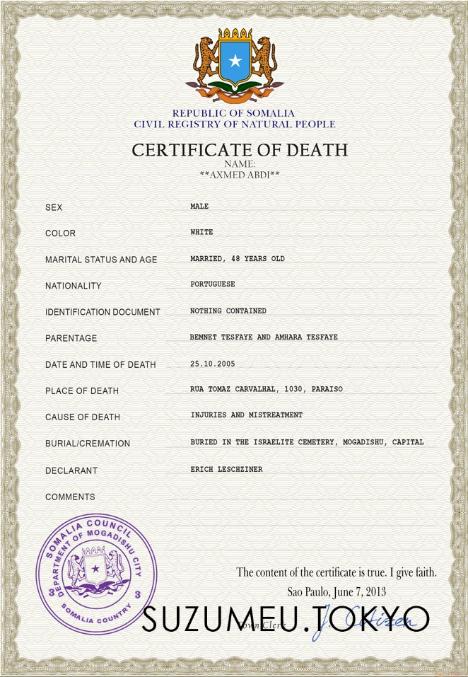 REPUBLIC OF SOMALIA
CIVIL REGISTRY OF NATURAL PEOPLE
CERTIFICATE OF DEATH
NAME:
**AXMED ABDI**
SEX MALE
COLOR WHITE
MARITAL STATUS AND AGE MARRIED, 48 YEARS OLD
NATIONALITY PORTUGUESE
IDENTIFICATION DOCUMENT NOTHING CONTAINED
PARENTAGE BEMNET TESFAYE AND AMHARA TESFAYE
DATE AND TIME OF DEATH 25.10.2005
PLACE OF DEATH RUA TOMAZ CARVALHAL, 1030, PARAISO
CAUSE OF DEATH INJURIES AND MISTREATMENT
BURIAL/CREMATION BURIED IN THE ISRAELITE CEMETERY, MOGADISHU, CAPITAL
DECLARANT ERICH LESCHZINER
COMMENTS
SOMALIA COUNCIL
DEPARTMENT OF MOGADISHU CITY
3 3
SOMALIA COUNTRY
The content of the certificate is true. I give faith.
Sao Paulo, June 7, 2013
J. Citizen
Town Clerk
SUZUMEU.TOKYO